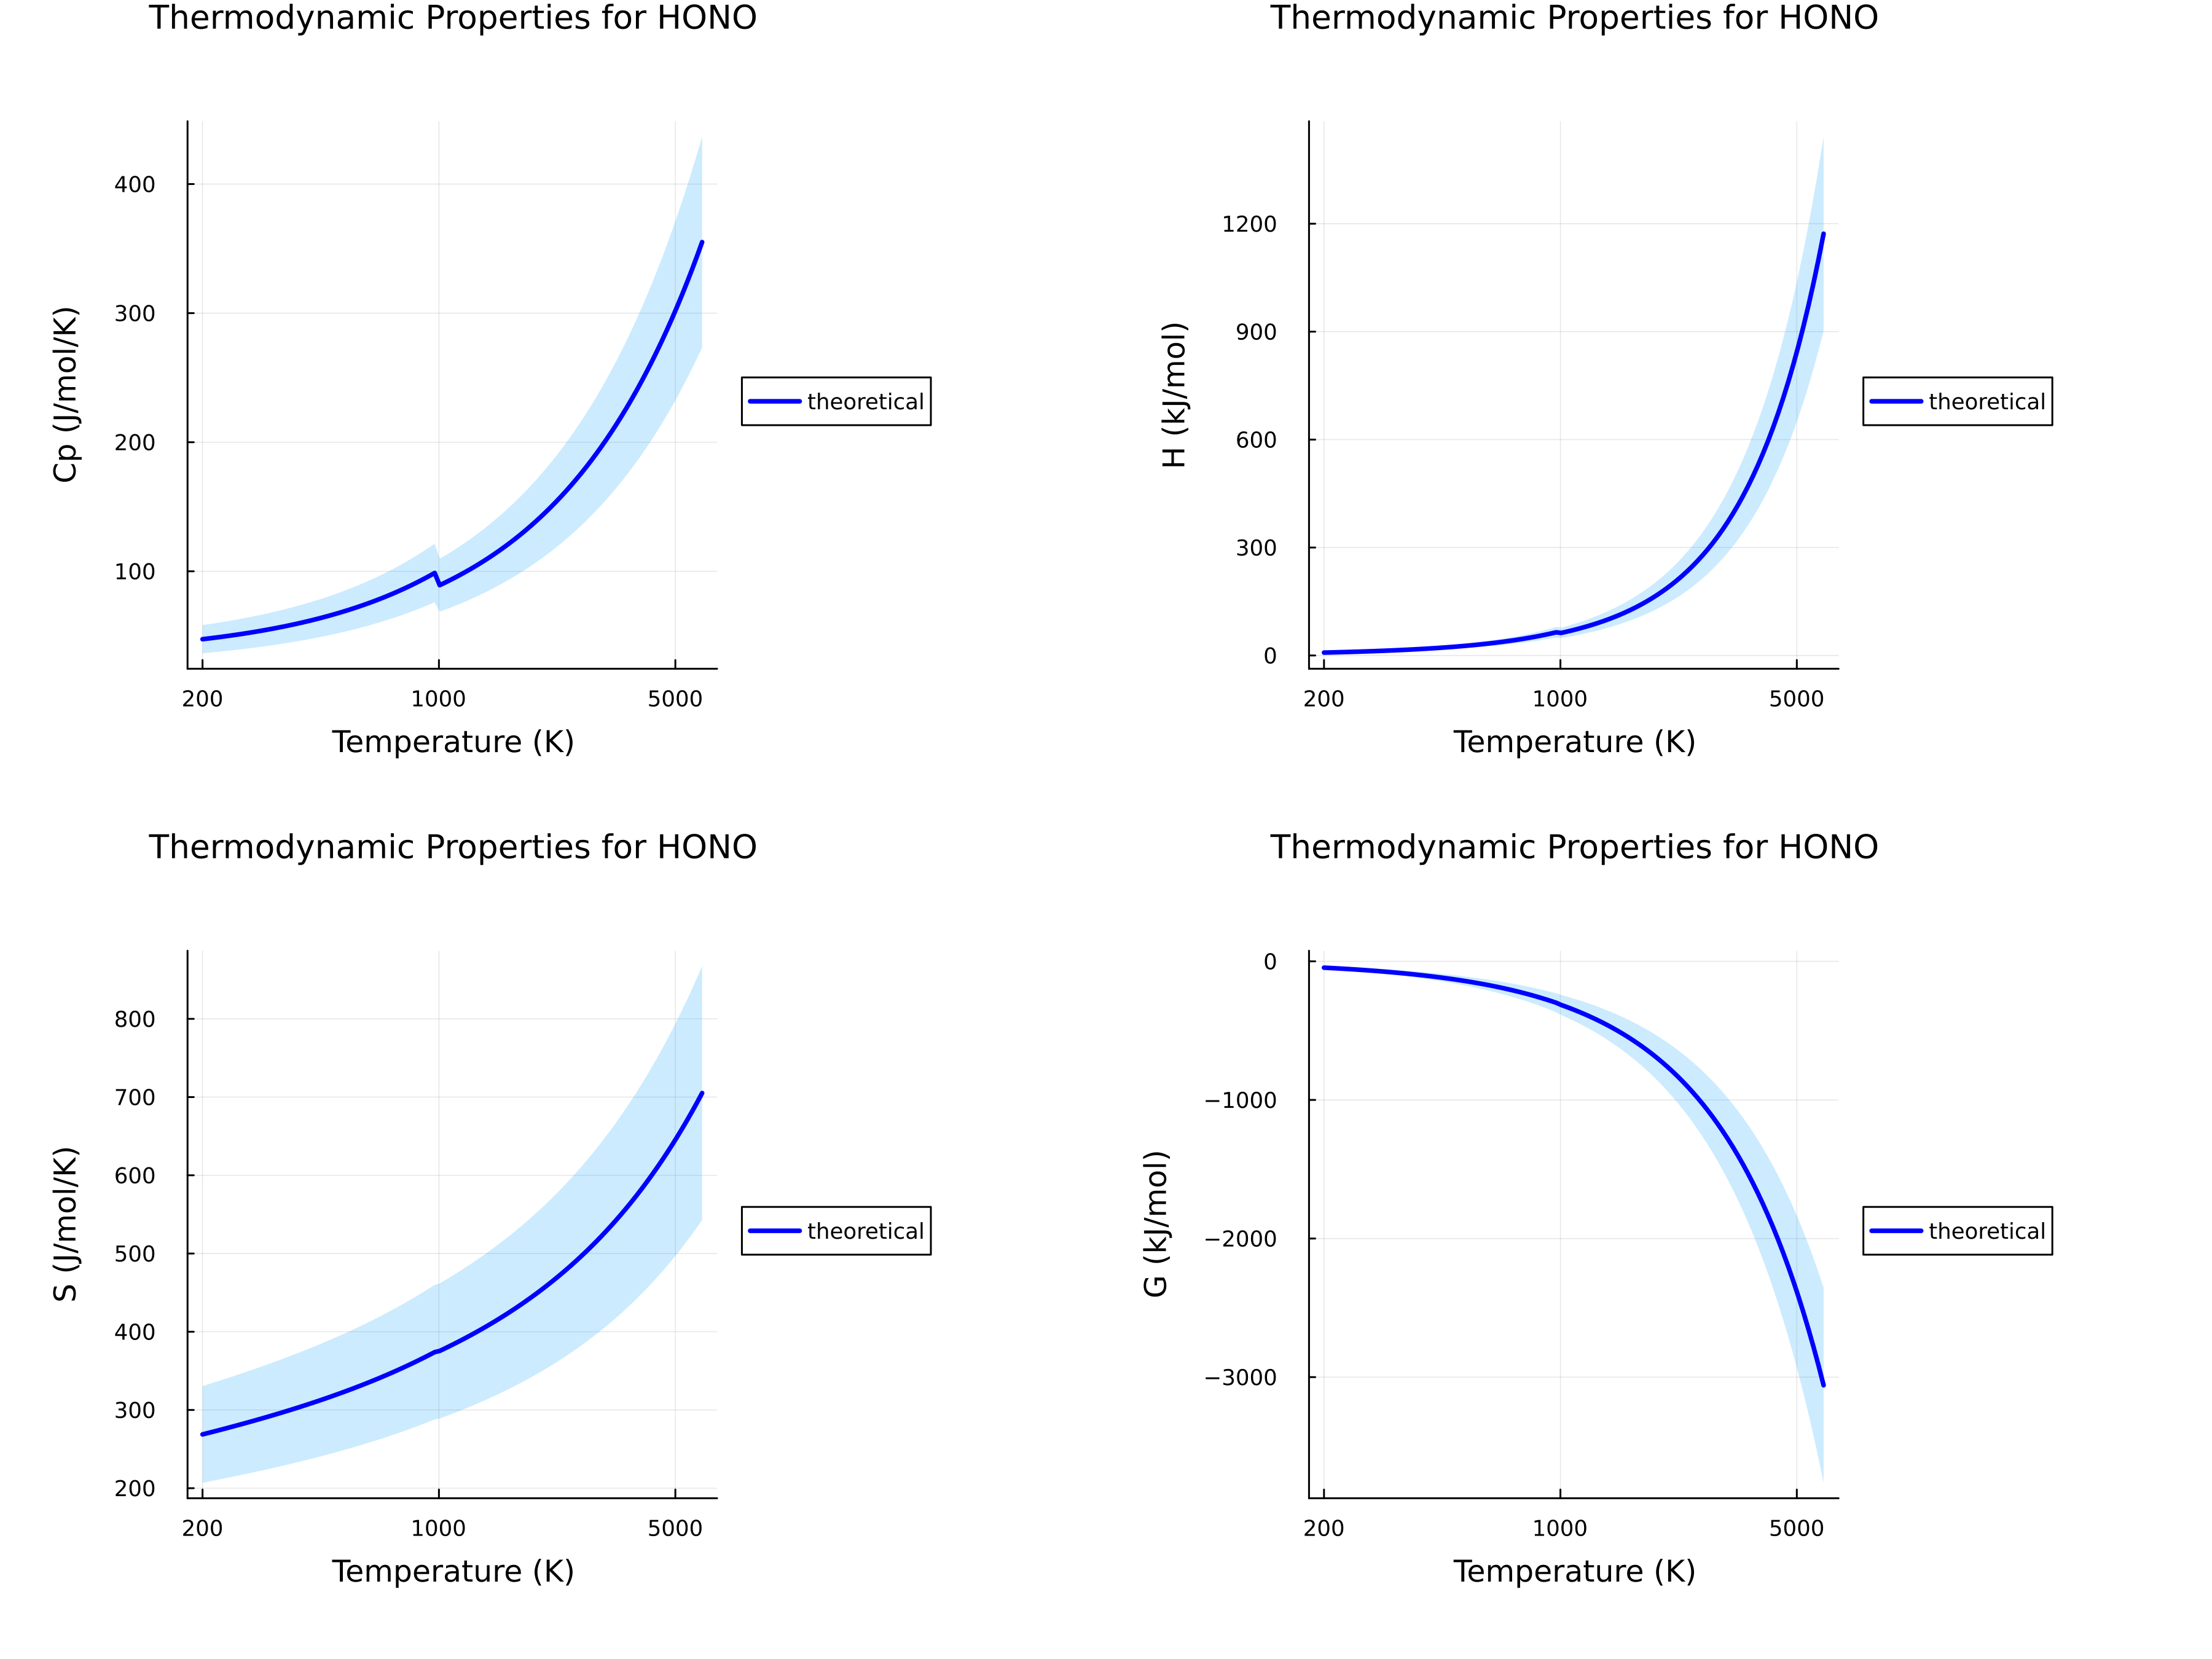 Thermodynamic Properties for HONO
400
300
200
100
Cp (J/mol/K)
200
1000
5000
Temperature (K)
theoretical
Thermodynamic Properties for HONO
1200
900
600
300
0
H (kJ/mol)
200
1000
5000
Temperature (K)
theoretical
Thermodynamic Properties for HONO
800
700
600
500
400
300
200
S (J/mol/K)
200
1000
5000
Temperature (K)
theoretical
Thermodynamic Properties for HONO
0
−1000
−2000
−3000
G (kJ/mol)
200
1000
5000
Temperature (K)
theoretical